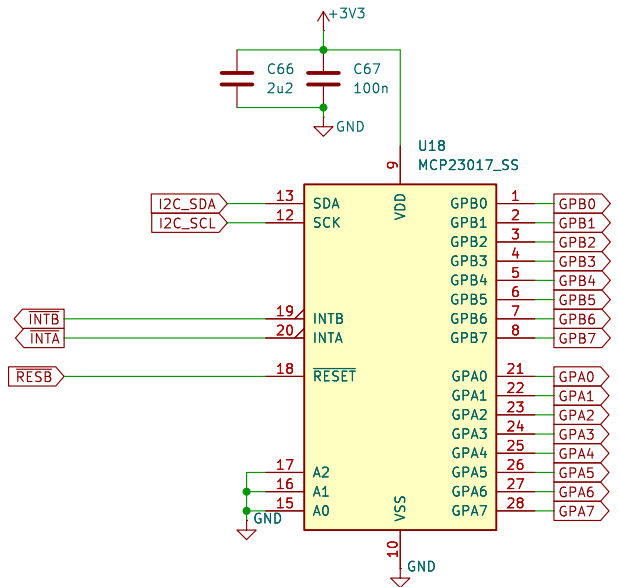 +3V3
C66 C67
2u2 100n
GND
U18
MCP23017_SS
9
VDD
I2C_SDA 13 SDA GPB0 1 GPB0
I2C_SCL 12 SCK GPB1 2 GPB1
GPB2 3 GPB2
GPB3 4 GPB3
GPB4 5 GPB4
GPB5 6 GPB5
INTB 19 INTB GPB6 7 GPB6
INTA 20 INTA GPB7 8 GPB7
RESB 18 RESET GPA0 21 GPA0
GPA1 22 GPA1
GPA2 23 GPA2
GPA3 24 GPA3
GPA4 25 GPA4
17 A2 GPA5 26 GPA5
16 A1 GPA6 27 GPA6
GND 15 A0 GPA7 28 GPA7
VSS
10
GND